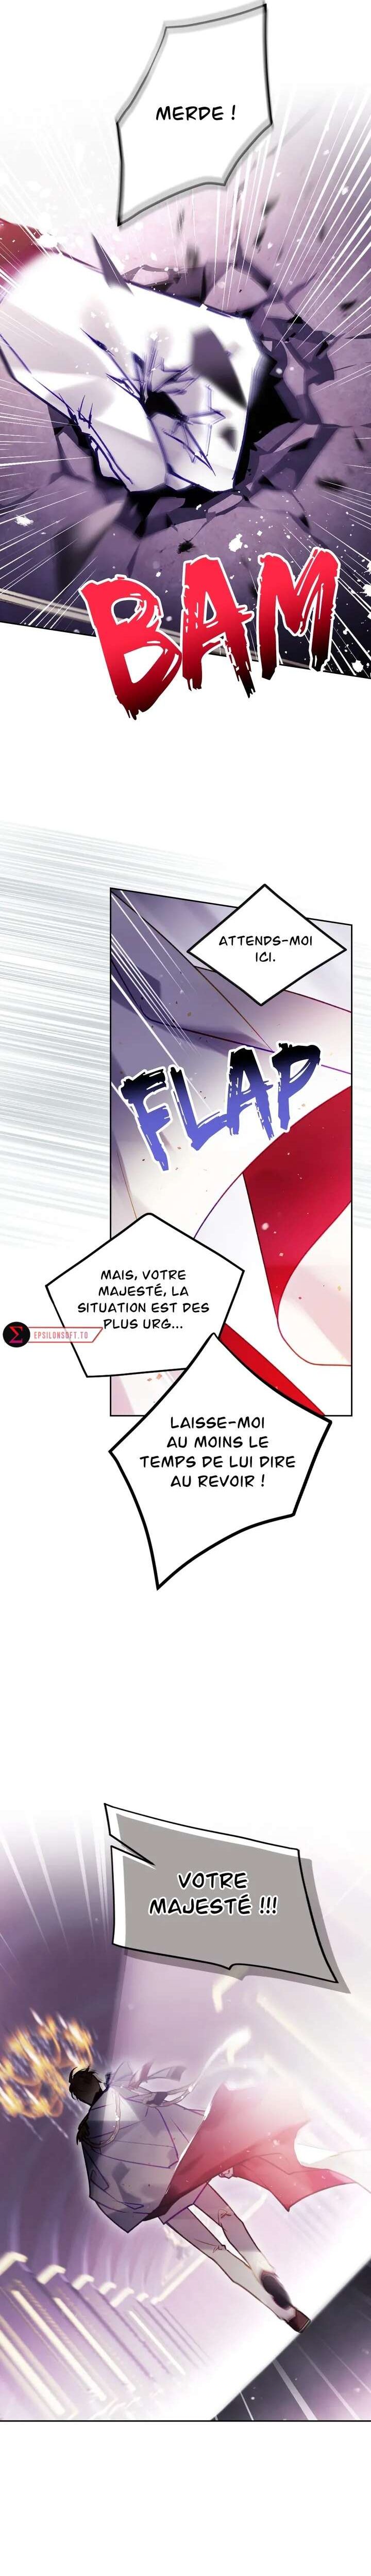 MERDE !
BAM
ATTENDS-MOI
ICI.
FLAP
MAIS, VOTRE
MAJESTÉ, LA
SITUATION EST DES
PLUS URG...
EPSILONSOFT.TO
LAISSE-MOI
AU MOINS LE
TEMPS DE LUI DIRE
AU REVOIR !
VOTRE
MAJESTÉ !!!